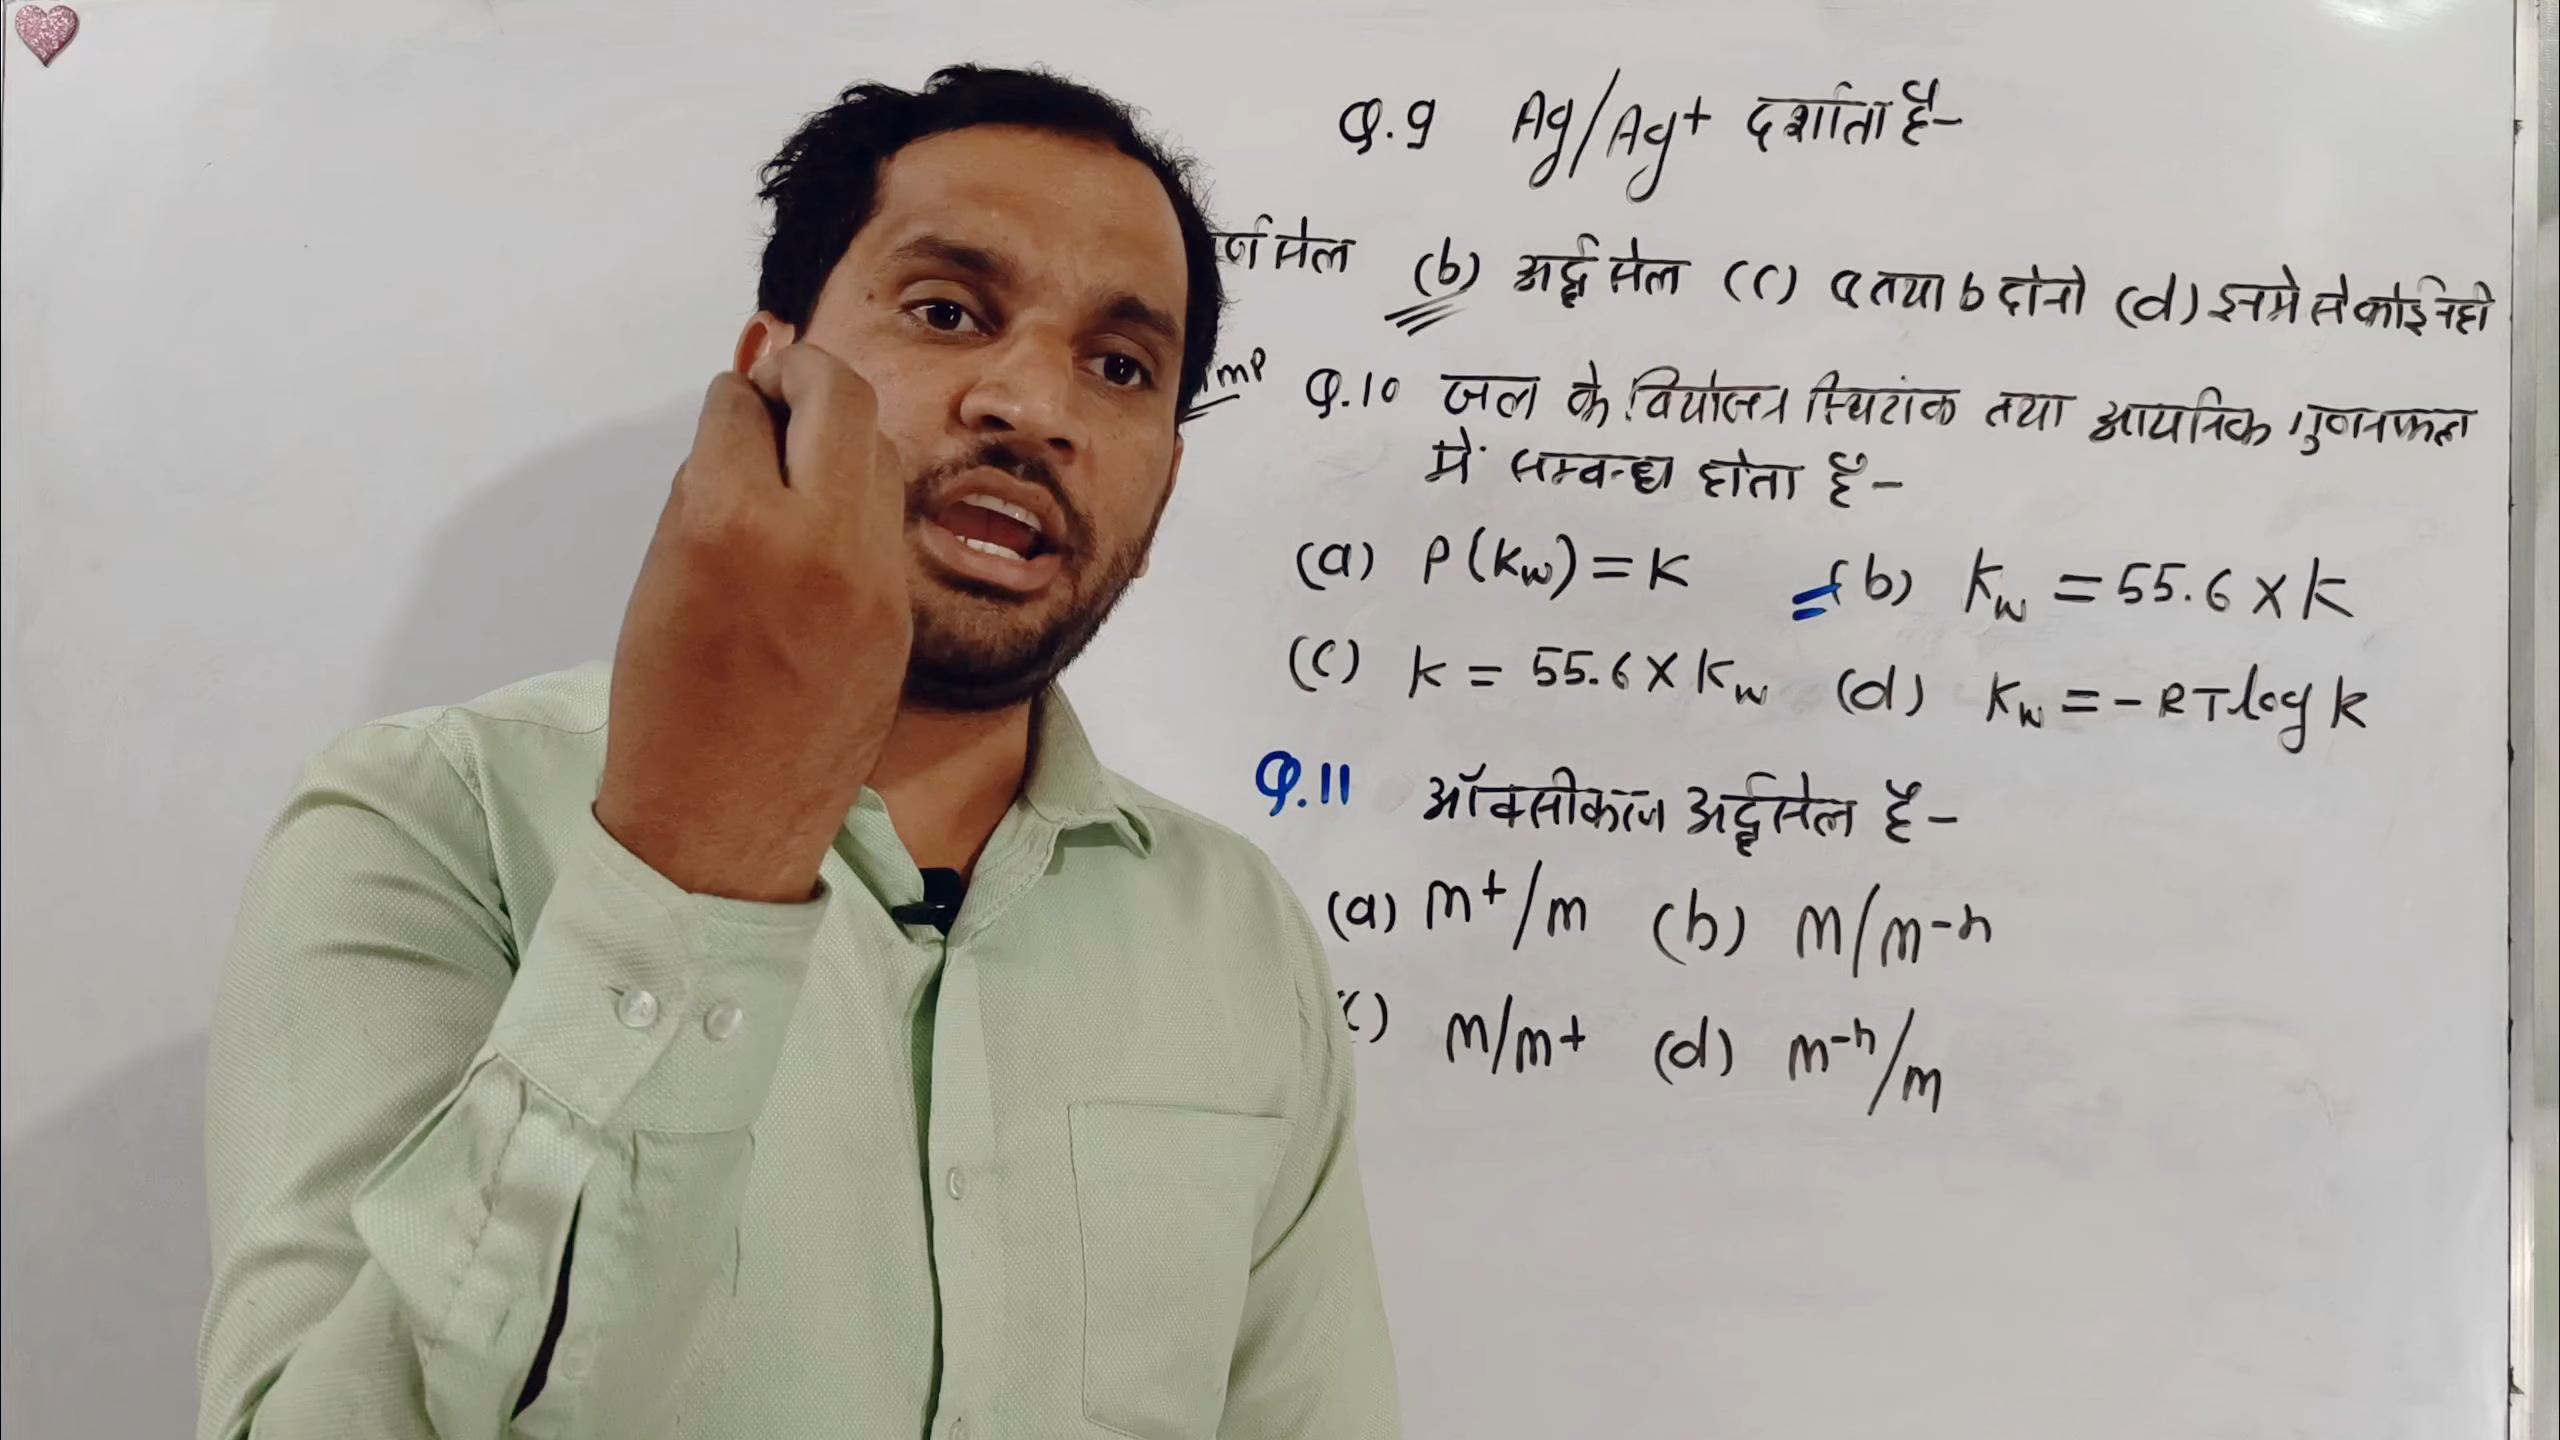 Q.9 Ag/Ag+ दर्शाता है-
र्ण सेल (b) अर्द्ध सेल (c) a तथा b दोनो (d) इनमे से कोई नही
Imp Q.10 जल के वियोजन स्थिरांक तथा आयनिक गुणनफल
में सम्बन्ध होता है-
(a) P(Kw) = K (b) Kw = 55.6 x K
(c) K = 55.6 x Kw (d) Kw = - RT log K
Q.11 ऑक्सीकरण अर्द्धसेल है-
(a) m+/m (b) m/m-n
c) m/m+ (d) m-n/m